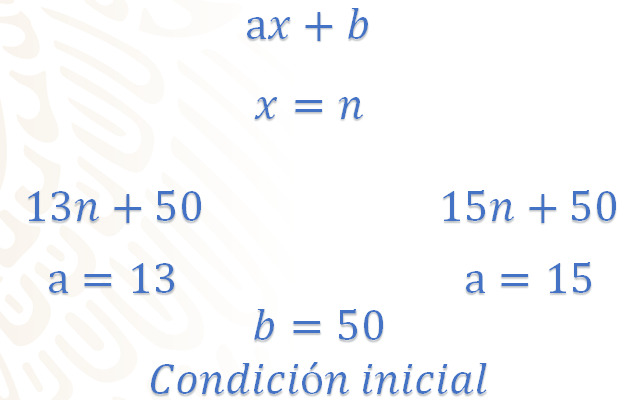 ax + b
x = n
13n + 50 15n + 50
a = 13 a = 15
b = 50
Condición inicial